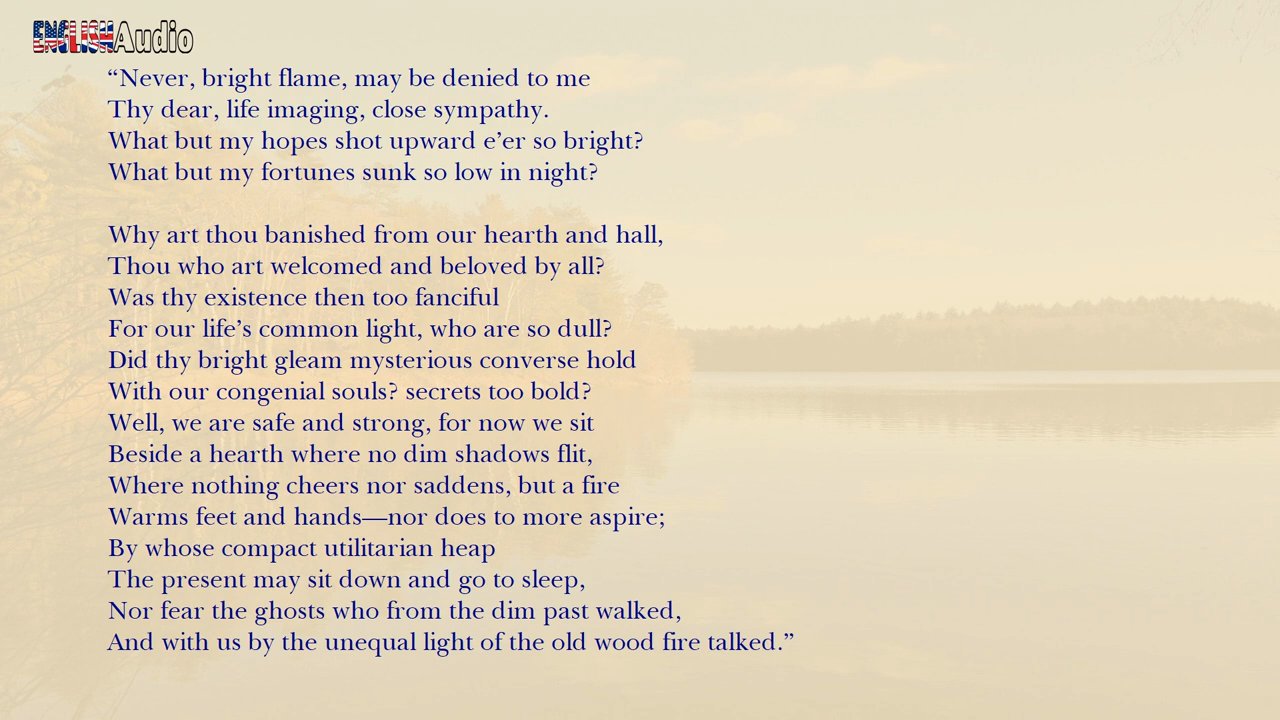 ENGLISHAudio
“Never, bright flame, may be denied to me
Thy dear, life imaging, close sympathy.
What but my hopes shot upward e’er so bright?
What but my fortunes sunk so low in night?
Why art thou banished from our hearth and hall,
Thou who art welcomed and beloved by all?
Was thy existence then too fanciful
For our life’s common light, who are so dull?
Did thy bright gleam mysterious converse hold
With our congenial souls? secrets too bold?
Well, we are safe and strong, for now we sit
Beside a hearth where no dim shadows flit,
Where nothing cheers nor saddens, but a fire
Warms feet and hands—nor does to more aspire;
By whose compact utilitarian heap
The present may sit down and go to sleep,
Nor fear the ghosts who from the dim past walked,
And with us by the unequal light of the old wood fire talked.”